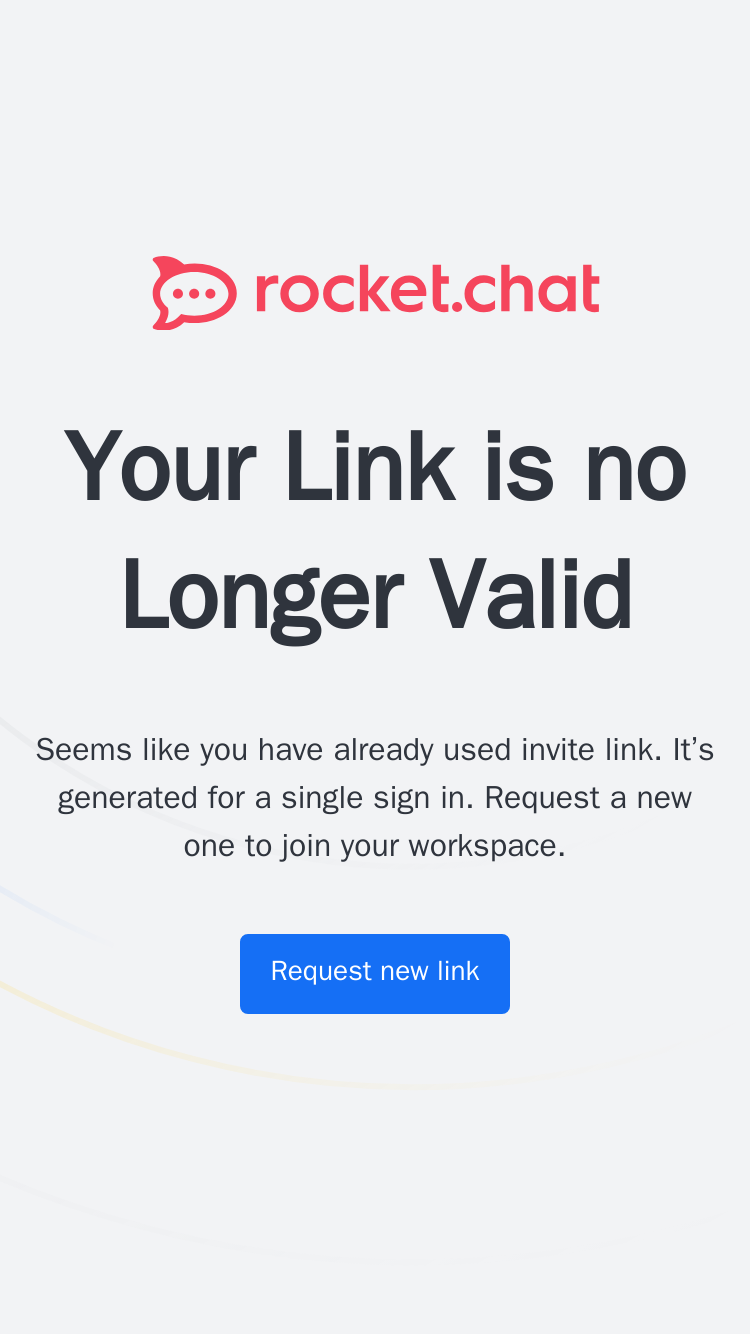 rocket.chat
Your Link is no
Longer Valid
Seems like you have already used invite link. It’s
generated for a single sign in. Request a new
one to join your workspace.
Request new link